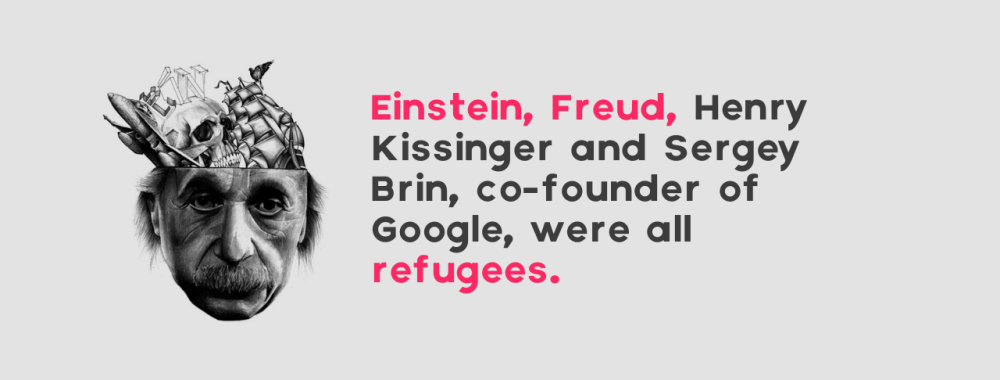 Einstein, Freud, Henry
Kissinger and Sergey
Brin, co-founder of
Google, were all
refugees.